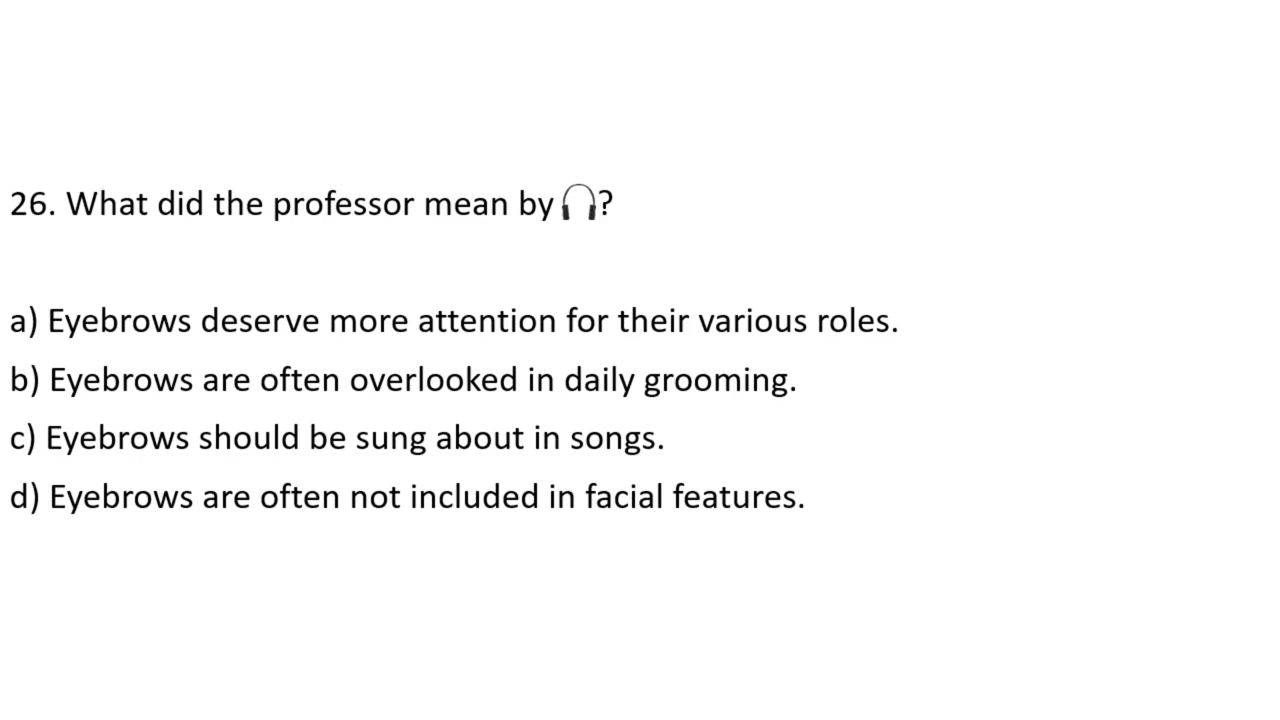 26. What did the professor mean by ?
a) Eyebrows deserve more attention for their various roles.
b) Eyebrows are often overlooked in daily grooming.
c) Eyebrows should be sung about in songs.
d) Eyebrows are often not included in facial features.